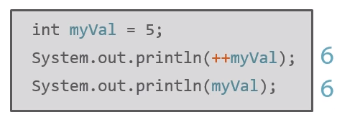 int myVal = 5;
System.out.println(++myVal); 6
System.out.println(myVal); 6